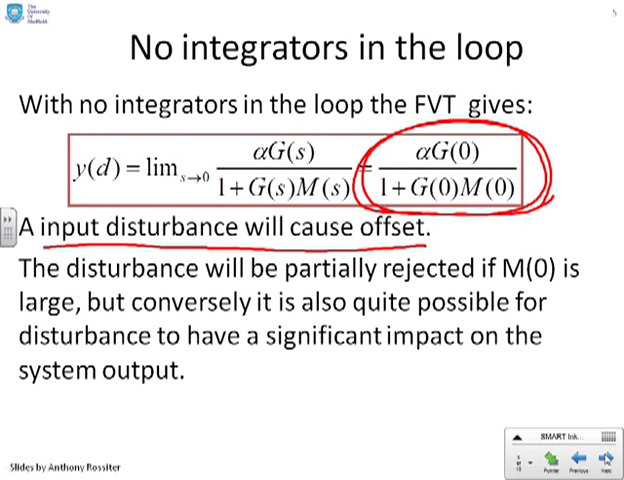 The
University
Of
Sheffield.
5
No integrators in the loop
With no integrators in the loop the FVT gives:
y(d) = lim s→0 αG(s) / 1 + G(s)M(s) = αG(0) / 1 + G(0)M(0)
A input disturbance will cause offset.
The disturbance will be partially rejected if M(0) is
large, but conversely it is also quite possible for
disturbance to have a significant impact on the
system output.
SMART Ink...
Pointer Previous Next
Slides by Anthony Rossiter